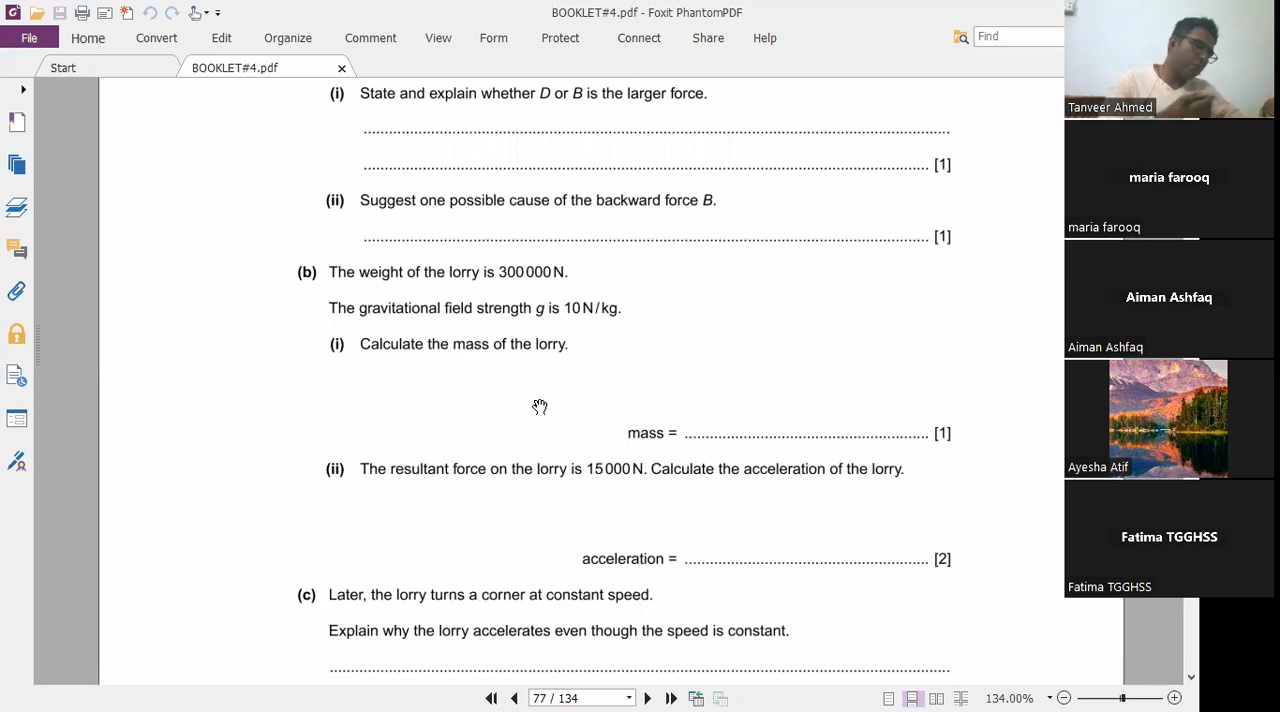 BOOKLET#4.pdf - Foxit PhantomPDF
File Home Convert Edit Organize Comment View Form Protect Connect Share Help Find
Start BOOKLET#4.pdf
(i) State and explain whether D or B is the larger force.
[1]
(ii) Suggest one possible cause of the backward force B.
[1]
(b) The weight of the lorry is 300 000 N.
The gravitational field strength g is 10 N/kg.
(i) Calculate the mass of the lorry.
mass = [1]
(ii) The resultant force on the lorry is 15 000 N. Calculate the acceleration of the lorry.
acceleration = [2]
(c) Later, the lorry turns a corner at constant speed.
Explain why the lorry accelerates even though the speed is constant.
77 / 134
134.00%
Tanveer Ahmed
maria farooq
maria farooq
Aiman Ashfaq
Aiman Ashfaq
Ayesha Atif
Fatima TGGHSS
Fatima TGGHSS